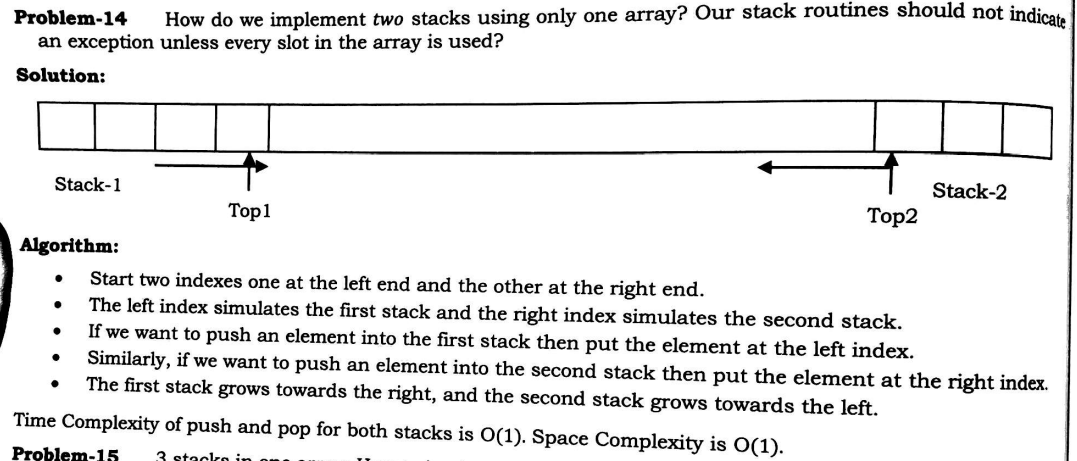 Problem-14 How do we implement two stacks using only one array? Our stack routines should not indicate
an exception unless every slot in the array is used?
Solution:
Stack-1
Stack-2
Top1
Top2
Algorithm:
• Start two indexes one at the left end and the other at the right end.
• The left index simulates the first stack and the right index simulates the second stack.
• If we want to push an element into the first stack then put the element at the left index.
• Similarly, if we want to push an element into the second stack then put the element at the right index.
• The first stack grows towards the right, and the second stack grows towards the left.
Time Complexity of push and pop for both stacks is O(1). Space Complexity is O(1).
Problem-15 3 stacks in one